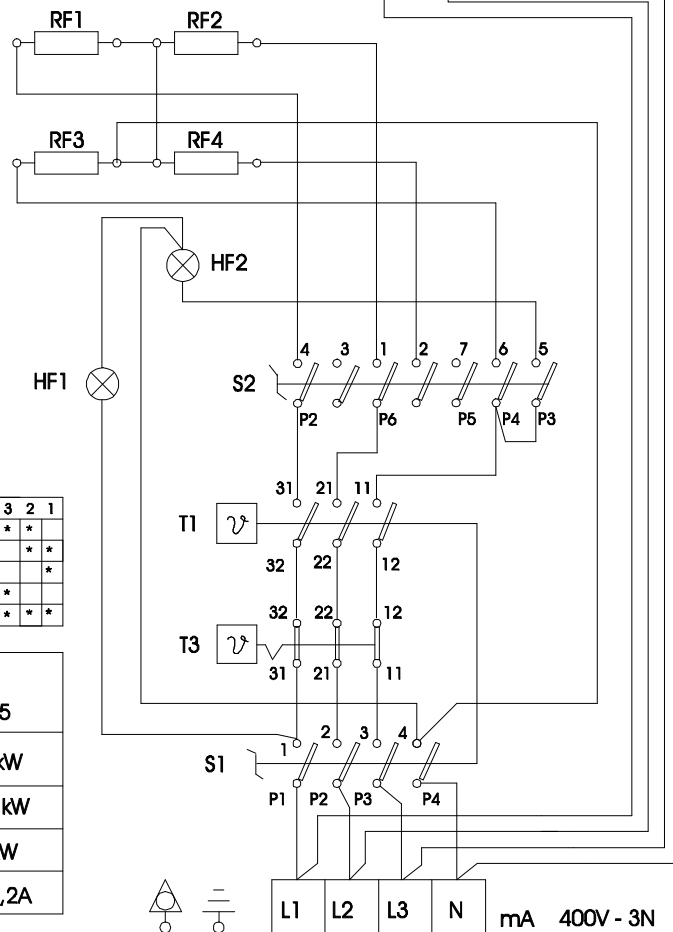 RF1 RF2
RF3 RF4
HF2
HF1
4 3 1 2 7 6 5
S2
P2 P6 P5 P4 P3
31 21 11
T1
32 22 12
32 22 12
T3
31 21 11
1 2 3 4
S1
P1 P2 P3 P4
L1 L2 L3 N
mA 400V - 3N
3 2 1
* *
* *
*
*
* * *
5
kW
kW
W
,2A